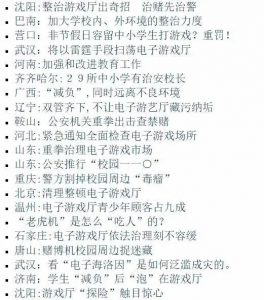 沈阳:整治游戏厅出奇招　治赌先治警
巴南:加大学校内、外环境的整治力度
营口:非节假日容留中小学生打游戏？重罚！
武汉:将以雷霆手段扫荡电子游戏厅
河南:加强和改进教育工作
齐齐哈尔:２９所中小学有治安校长
广西:“减负”,同时远离不良环境
辽宁:双管齐下,不让电子游艺厅藏污纳垢
鞍山:公安机关重拳出击查禁赌
河北:紧急通知全面检查电子游戏场所
山东:重拳治理电子游戏市场
山东:公安推行“校园一一〇”
重庆:警方割掉校园周边“毒瘤”
北京:清理整顿电子游戏厅
温州:电子游戏厅青少年顾客占九成
“老虎机”是怎么“吃人”的？
石家庄:电子游戏厅依法治理刻不容缓
唐山:赌博机校园周边捉迷藏
武汉:看“电子海洛因”是如何泛滥成灾的。
济南:学生“减负”后“泡”在游戏厅
沈阳:游戏厅“探险”触目惊心